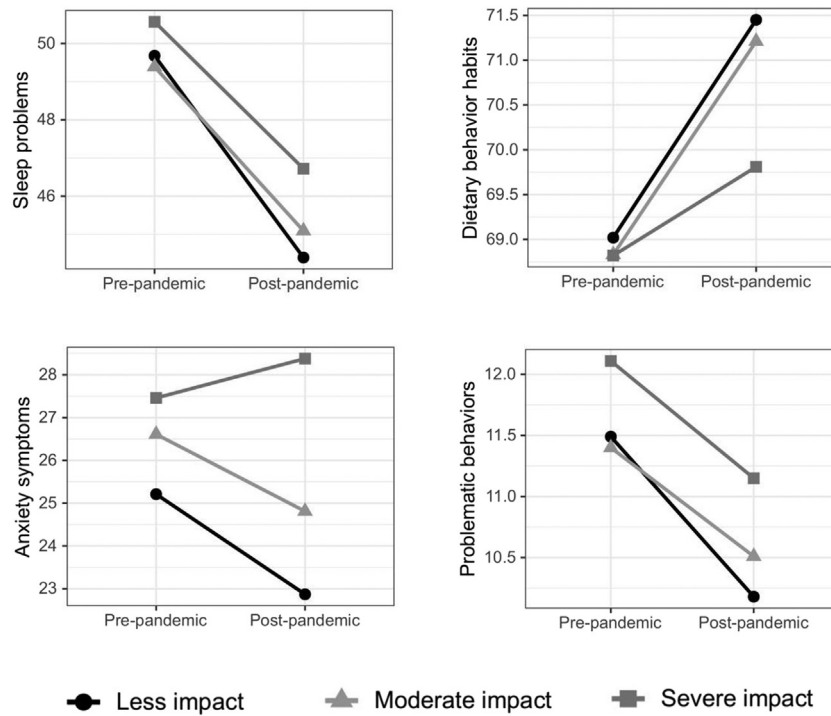 Sleep problems
50
48
46
Pre-pandemic Post-pandemic
Dietary behavior habits
71.5
71.0
70.5
70.0
69.5
69.0
Pre-pandemic Post-pandemic
Anxiety symptoms
28
27
26
25
24
23
Pre-pandemic Post-pandemic
Problematic behaviors
12.0
11.5
11.0
10.5
Pre-pandemic Post-pandemic
Less impact Moderate impact Severe impact